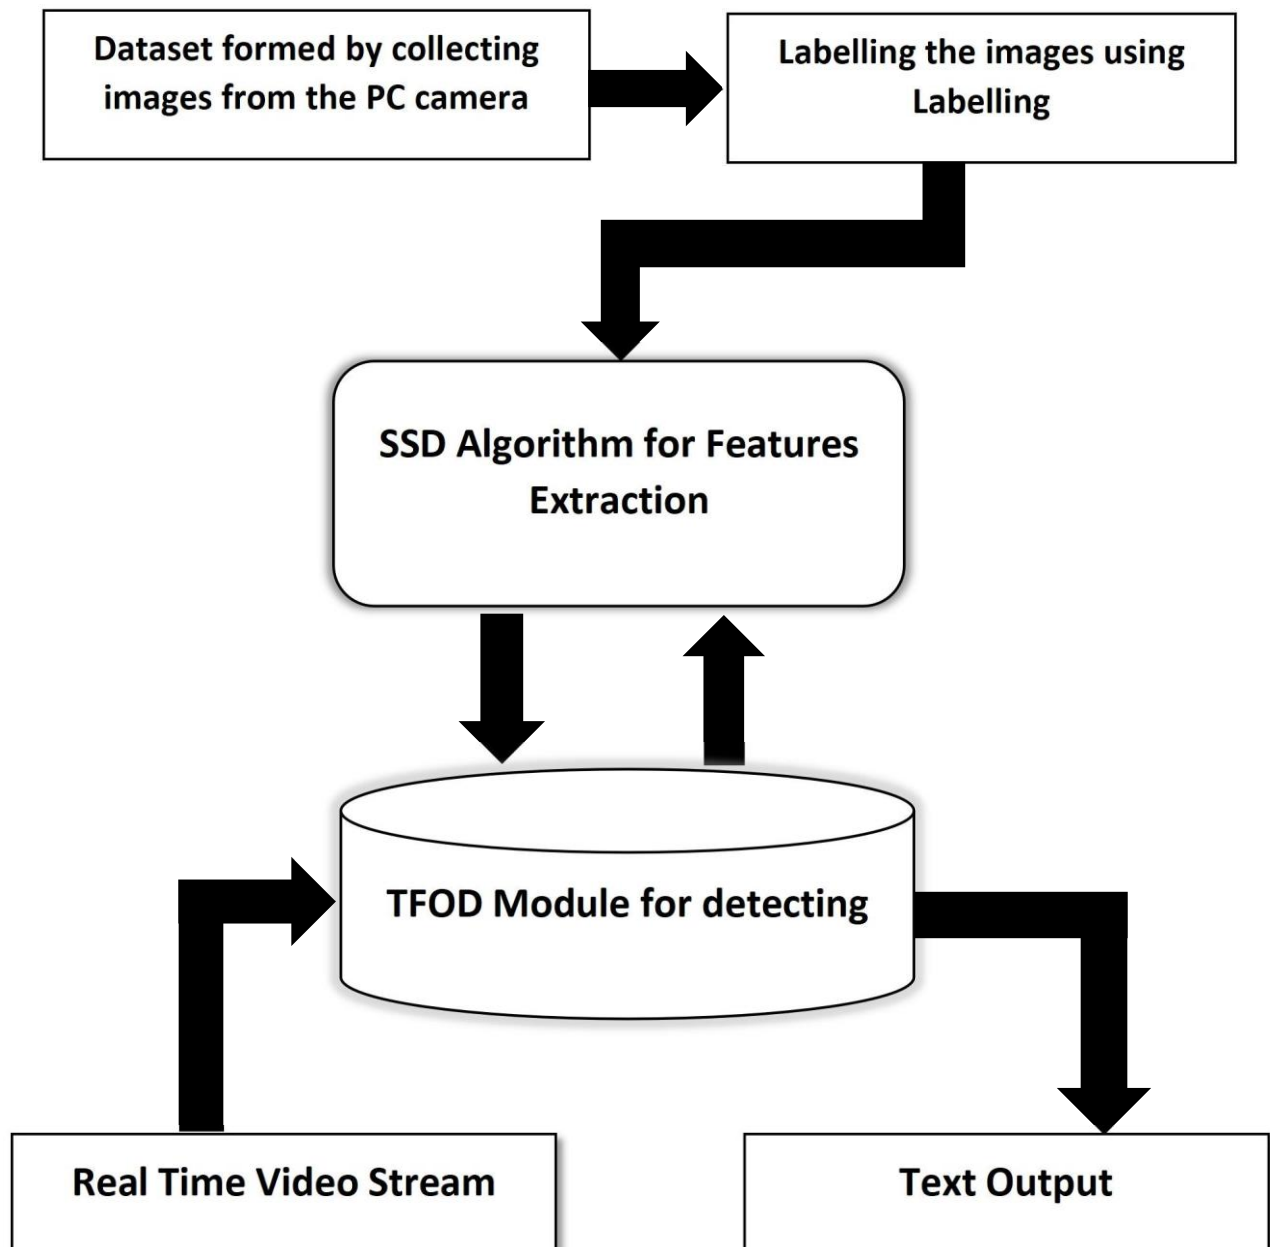 Dataset formed by collecting
images from the PC camera
Labelling the images using
Labelling
SSD Algorithm for Features
Extraction
TFOD Module for detecting
Real Time Video Stream
Text Output